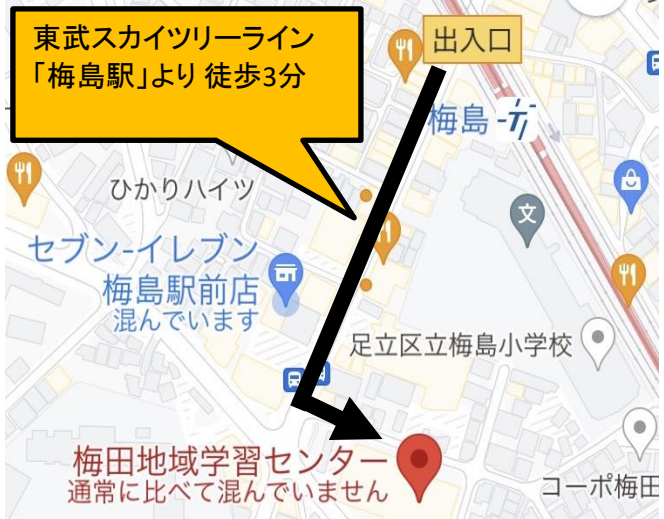 東武スカイツリーライン
「梅島駅」より 徒歩3分
出入口
梅島
ひかりハイツ
文
セブン-イレブン
梅島駅前店
混んでいます
足立区立梅島小学校
梅田地域学習センター
通常に比べて混んでいません
コーポ梅田